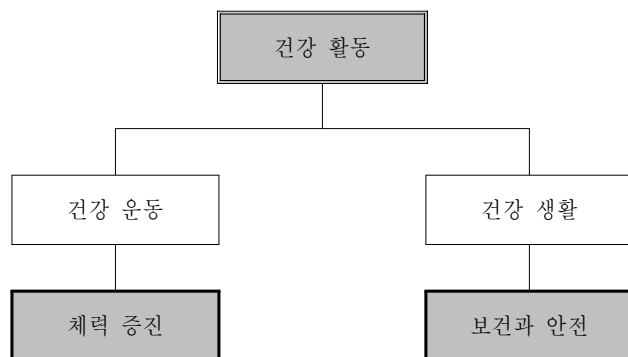 건강 활동
건강 운동
건강 생활
체력 증진
보건과 안전